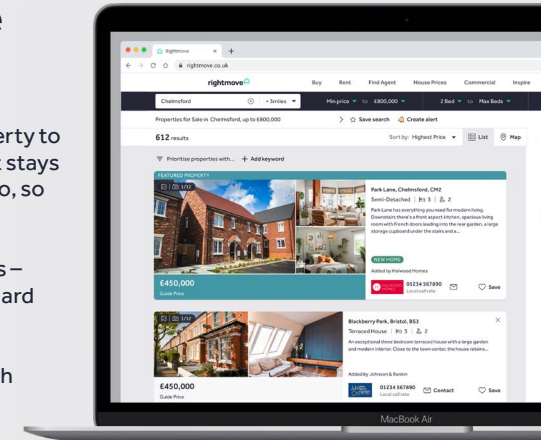 e
perty to
t stays
o, so
s –
ard
h
Rightmove
rightmove.co.uk
rightmove
Buy Rent Find Agent House Prices Commercial Inspire
Chelmsford + 3 miles Min price to £800,000 2 Bed to Max Beds
Properties for Sale in Chelmsford, up to £800,000 Save search Create alert
612 results Sort by: Highest Price List Map
Prioritise properties with... + Add keyword
FEATURED PROPERTY
1/12
Park Lane, Chelmsford, CM2
Semi-Detached | 3 | 2
Park Lane has everything you need for modern living.
Downstairs there's a front aspect kitchen, spacious living
room with French doors leading into the rear garden, a large
storage cupboard under the stairs and a...
NEW HOME
Added by Halwood Homes
£450,000
Guide Price
01234 567890
Local call rate
Save
1/12
Blackberry Park, Bristol, BS3
Terraced House | 3 | 2
An exceptional three bedroom terraced house with a large garden
and modern interior. Close to the town center, the house retains...
Added by Johnson & Rankin
£450,000
Guide Price
01234 567890 Contact Save
Local call rate
MacBook Air